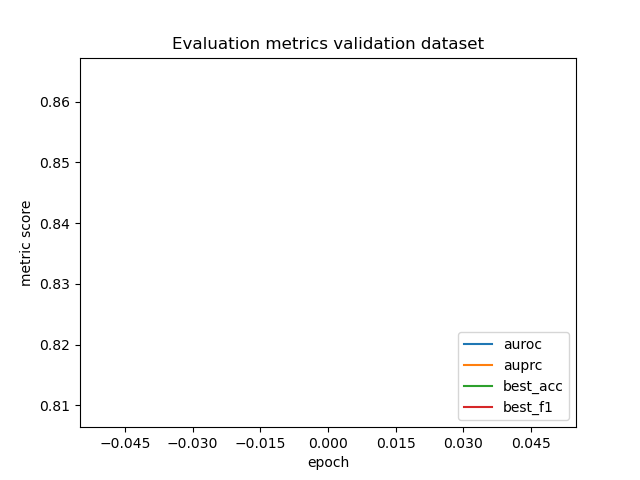 Evaluation metrics validation dataset
metric score
0.86
0.85
0.84
0.83
0.82
0.81
auroc
auprc
best_acc
best_f1
−0.045 −0.030 −0.015 0.000 0.015 0.030 0.045
epoch